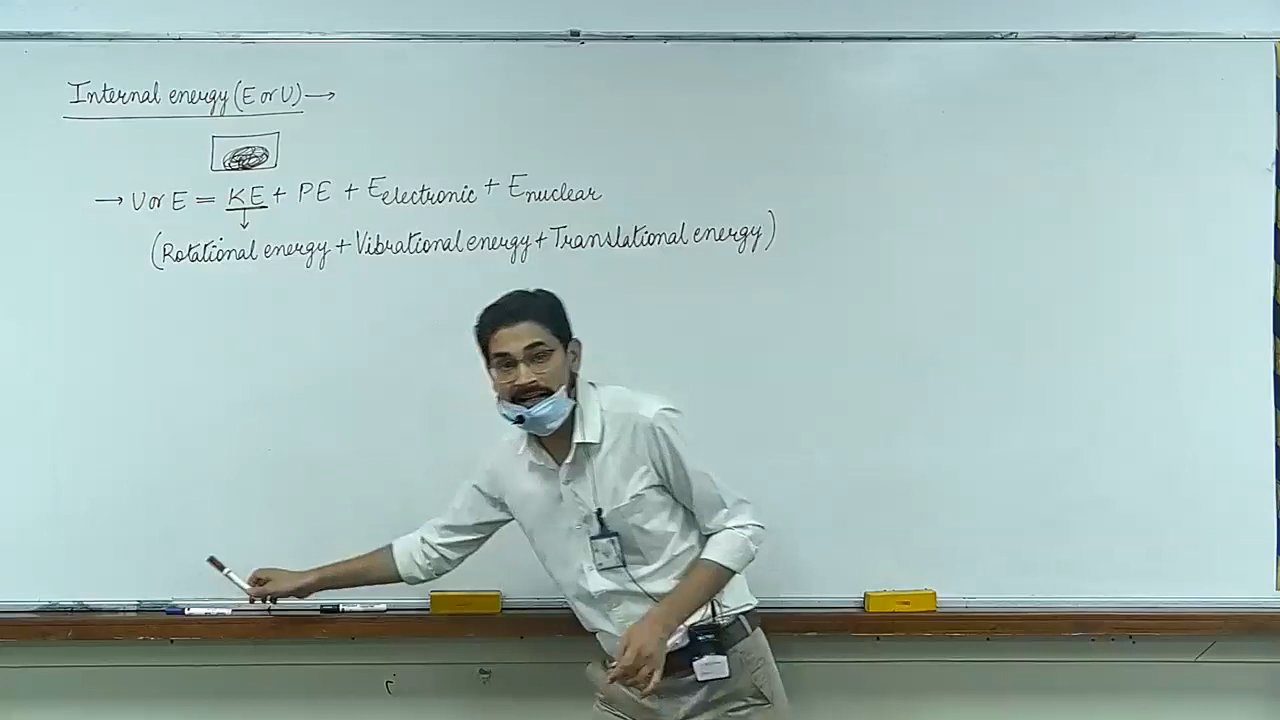 Internal energy (E or U) →
→ U or E = KE + PE + Eelectronic + Enuclear
(Rotational energy + Vibrational energy + Translational energy)